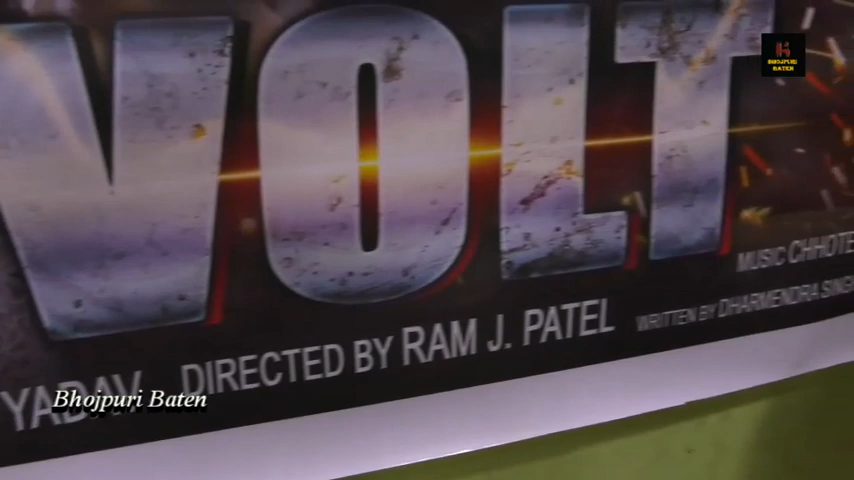 VOLT
BHOJPURI
BATEN
MUSIC CHHOTE
YADAV DIRECTED BY RAM J. PATEL WRITTEN BY DHARMENDRA SINGH
Bhojpuri Baten